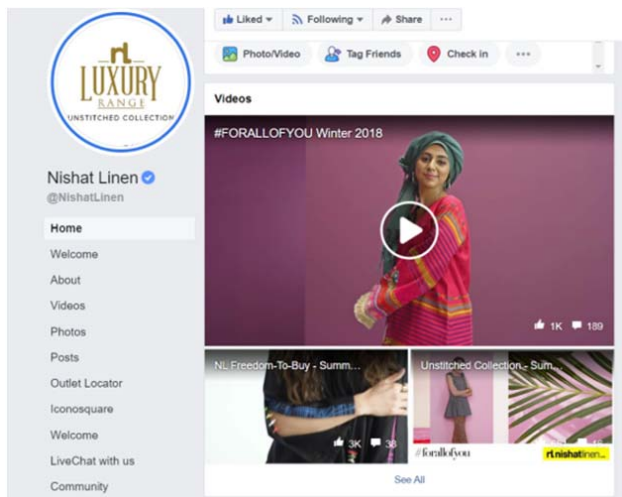 Liked
Following
Share
Photo/Video
Tag Friends
Check in
LUXURY
RANGE
UNSTITCHED COLLECTION
Nishat Linen
@NishatLinen
Home
Welcome
About
Videos
Photos
Posts
Outlet Locator
Iconosquare
Welcome
LiveChat with us
Community
Videos
#FORALLOFYOU Winter 2018
1K 189
NL Freedom-To-Buy - Summ...
3K 38
Unstitched Collection - Sum...
#forallofyou
nishatlinen...
See All